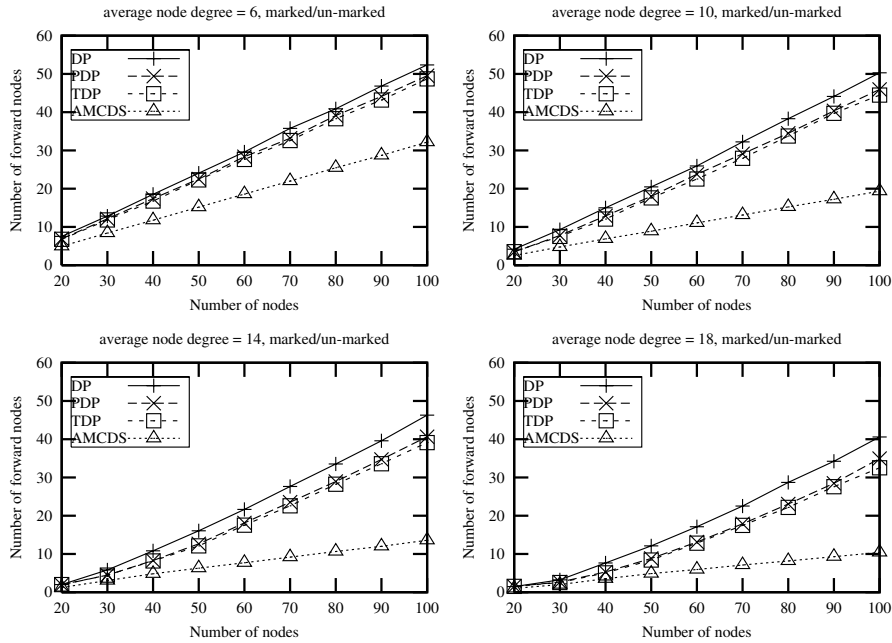 average node degree = 6, marked/un-marked
60
50
40
30
20
10
0
Number of forward nodes
DP
PDP
TDP
AMCDS
20 30 40 50 60 70 80 90 100
Number of nodes
average node degree = 10, marked/un-marked
60
50
40
30
20
10
0
Number of forward nodes
DP
PDP
TDP
AMCDS
20 30 40 50 60 70 80 90 100
Number of nodes
average node degree = 14, marked/un-marked
60
50
40
30
20
10
0
Number of forward nodes
DP
PDP
TDP
AMCDS
20 30 40 50 60 70 80 90 100
Number of nodes
average node degree = 18, marked/un-marked
60
50
40
30
20
10
0
Number of forward nodes
DP
PDP
TDP
AMCDS
20 30 40 50 60 70 80 90 100
Number of nodes